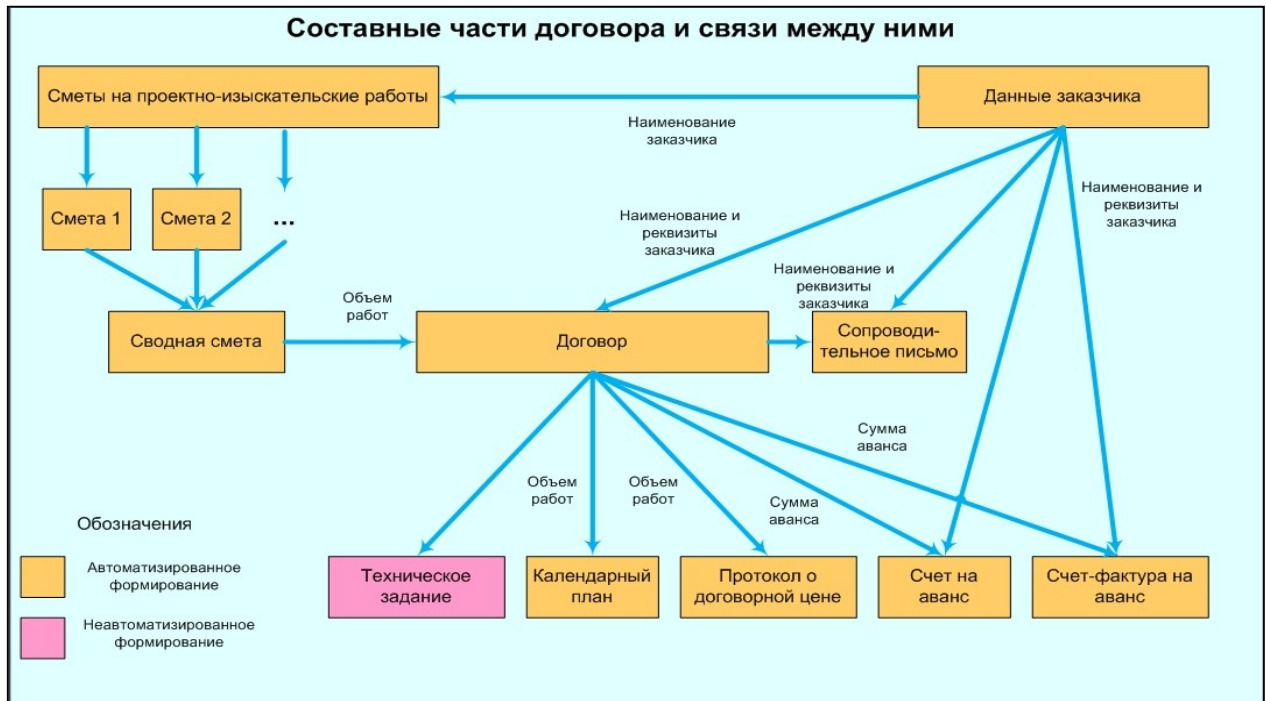 Составные части договора и связи между ними
Сметы на проектно-изыскательские работы
Данные заказчика
Наименование
заказчика
Смета 1
Смета 2
...
Наименование и
реквизиты
заказчика
Наименование и
реквизиты
заказчика
Наименование и
реквизиты
заказчика
Объем
работ
Сводная смета
Договор
Сопроводи-
тельное письмо
Сумма
аванса
Объем
работ
Объем
работ
Сумма
аванса
Обозначения
Автоматизированное
формирование
Неавтоматизированное
формирование
Техническое
задание
Календарный
план
Протокол о
договорной цене
Счет на
аванс
Счет-фактура на
аванс